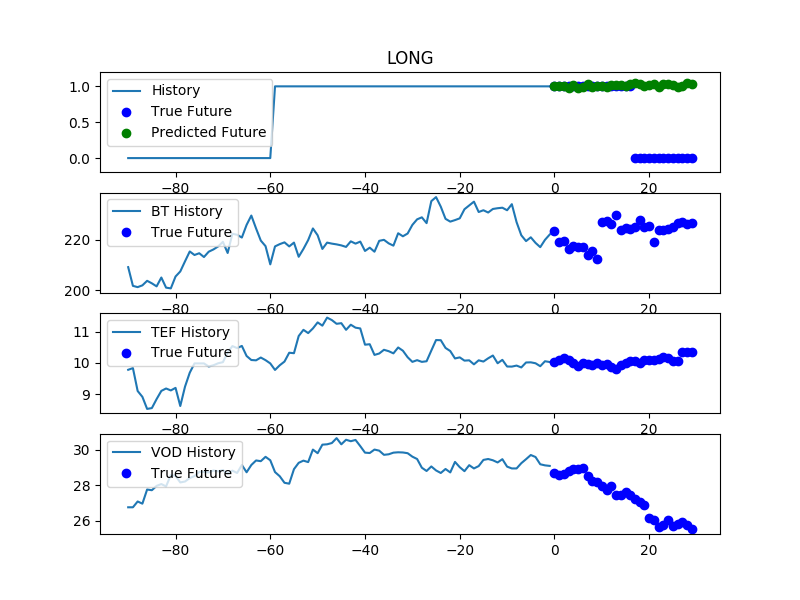 LONG
1.0
0.5
0.0
History
True Future
Predicted Future
−80 −60 −40 −20 0 20
220
200
BT History
True Future
−80 −60 −40 −20 0 20
11
10
9
TEF History
True Future
−80 −60 −40 −20 0 20
30
28
26
VOD History
True Future
−80 −60 −40 −20 0 20